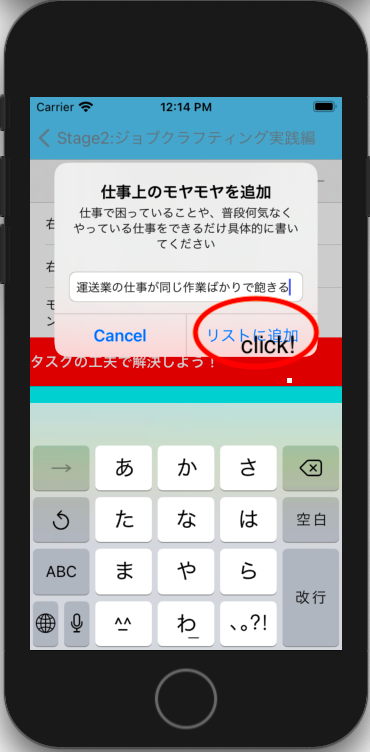 Carrier 12:14 PM
Stage2:ジョブクラフティング実践編
仕事上のモヤモヤを追加
仕事で困っていることや、普段何気なく
やっている仕事をできるだけ具体的に書い
てください
右
運送業の仕事が同じ作業ばかりで飽きる
右
モ
ン
Cancel リストに追加
click!
タスクの工夫で解決しよう！
→ あ か さ
た な は 空白
ABC ま や ら
改行
^^ わ 、。?!